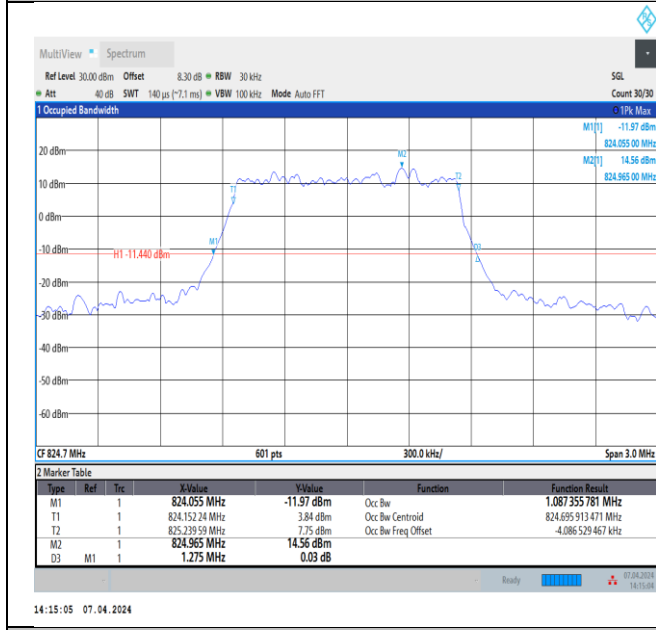 MultiView Spectrum
Ref Level 30.00 dBm Offset 8.30 dB RBW 30 kHz SGL
Att 40 dB SWT 140 µs (~7.1 ms) VBW 100 kHz Mode Auto FFT Count 30/30
1 Occupied Bandwidth 1Pk Max
M1[1] -11.97 dBm
824.055 00 MHz
M2[1] 14.56 dBm
824.965 00 MHz
20 dBm
M2
10 dBm
T1
T2
0 dBm
-10 dBm
M1
D3
H1 -11.440 dBm
-20 dBm
-30 dBm
-40 dBm
-50 dBm
-60 dBm
CF 824.7 MHz 601 pts 300.0 kHz/ Span 3.0 MHz
2 Marker Table
Type Ref Trc X-Value Y-Value Function Function Result
M1 1 824.055 MHz -11.97 dBm Occ Bw 1.087 355 781 MHz
T1 1 824.152 24 MHz 3.84 dBm Occ Bw Centroid 824.695 913 471 MHz
T2 1 825.239 59 MHz 7.75 dBm Occ Bw Freq Offset -4.086 529 467 kHz
M2 1 824.965 MHz 14.56 dBm
D3 M1 1 1.275 MHz 0.03 dB
Ready 07.04.2024
14:15:04
14:15:05 07.04.2024